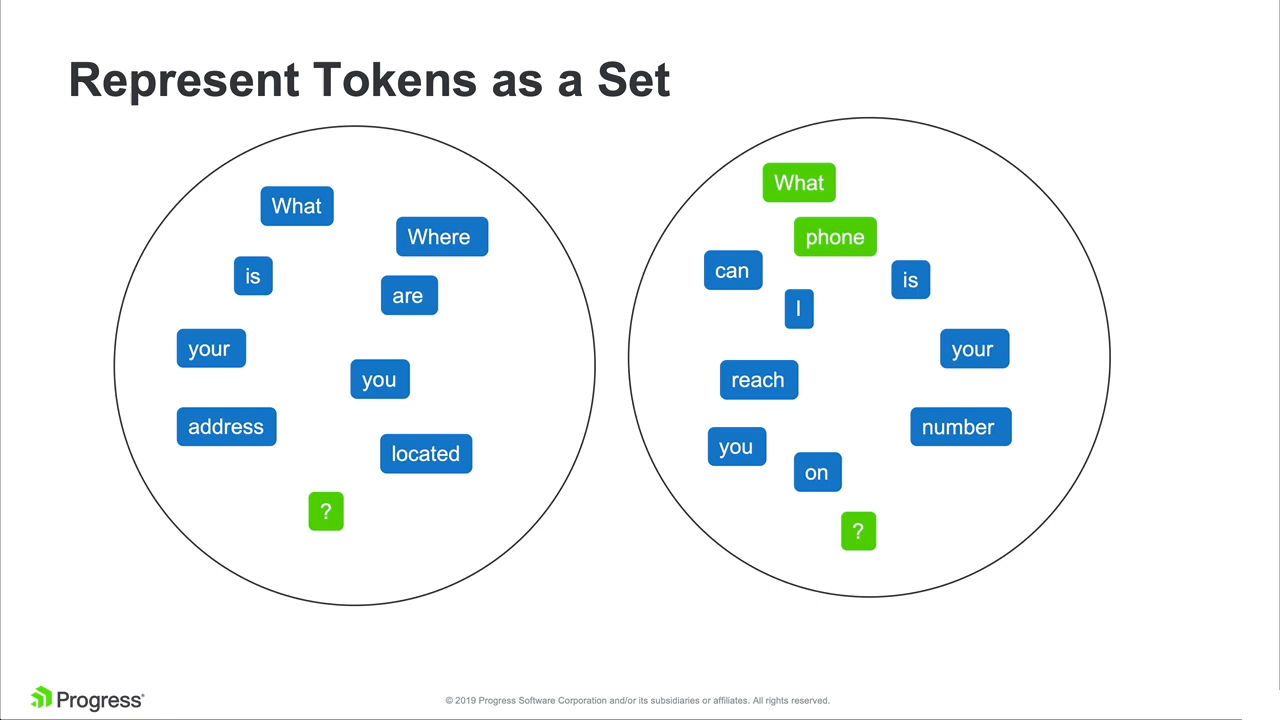 Represent Tokens as a Set
What
Where
is
are
your
you
address
located
?
What
phone
can
I
is
reach
your
you
number
on
?
Progress®
© 2019 Progress Software Corporation and/or its subsidiaries or affiliates. All rights reserved.